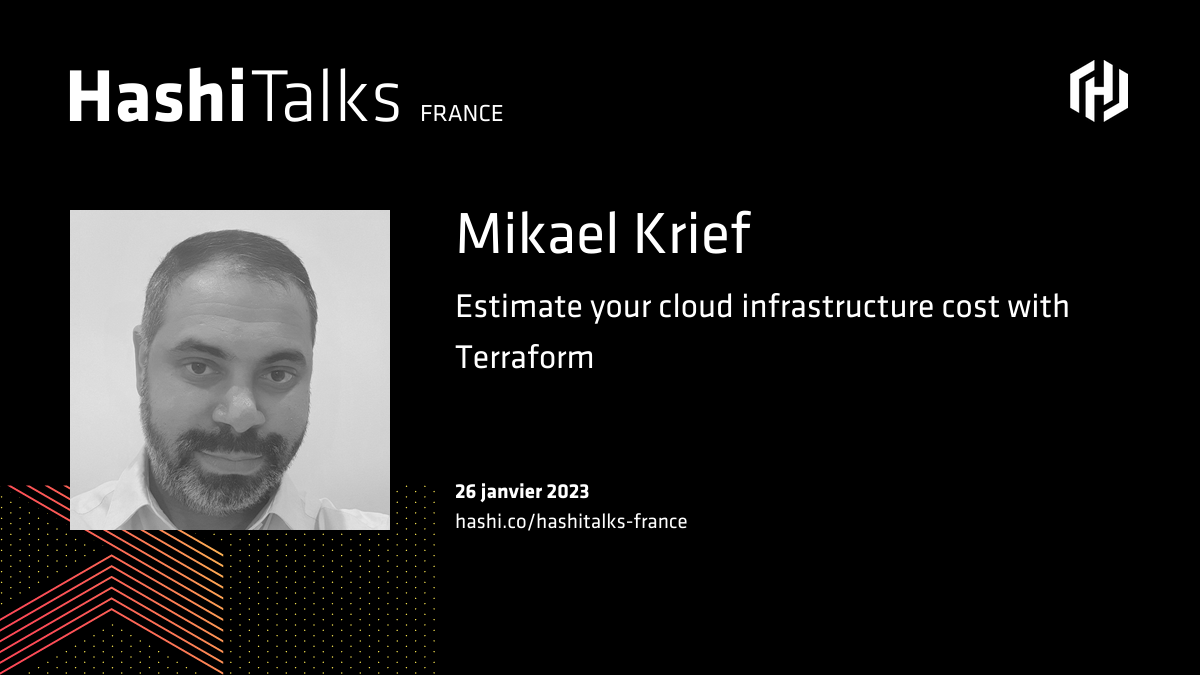 HashiTalks FRANCE
Mikael Krief
Estimate your cloud infrastructure cost with
Terraform
26 janvier 2023
hashi.co/hashitalks-france